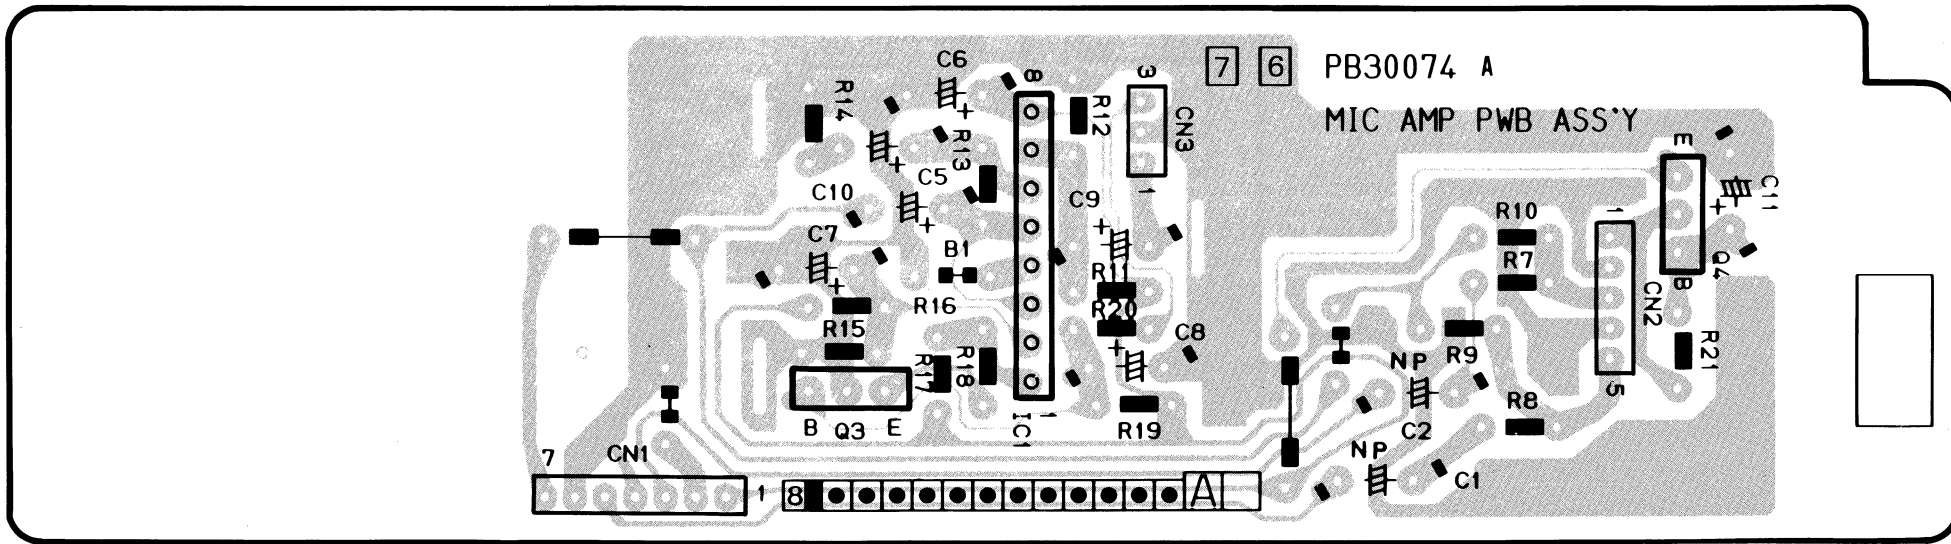 7 6 PB30074 A
MIC AMP PWB ASS'Y
C6
8
3
R14
R12
CN3
R13
E
C5
C10
C9
1
C11
R10
1
C7
B1
R11
R7
Q4
B
CN2
R16
R20
R15
C8
R21
R17
R18
NP
R9
5
R8
B Q3 E
IC1
1
R19
C2
7
CN1
NP
1
8
A
C1